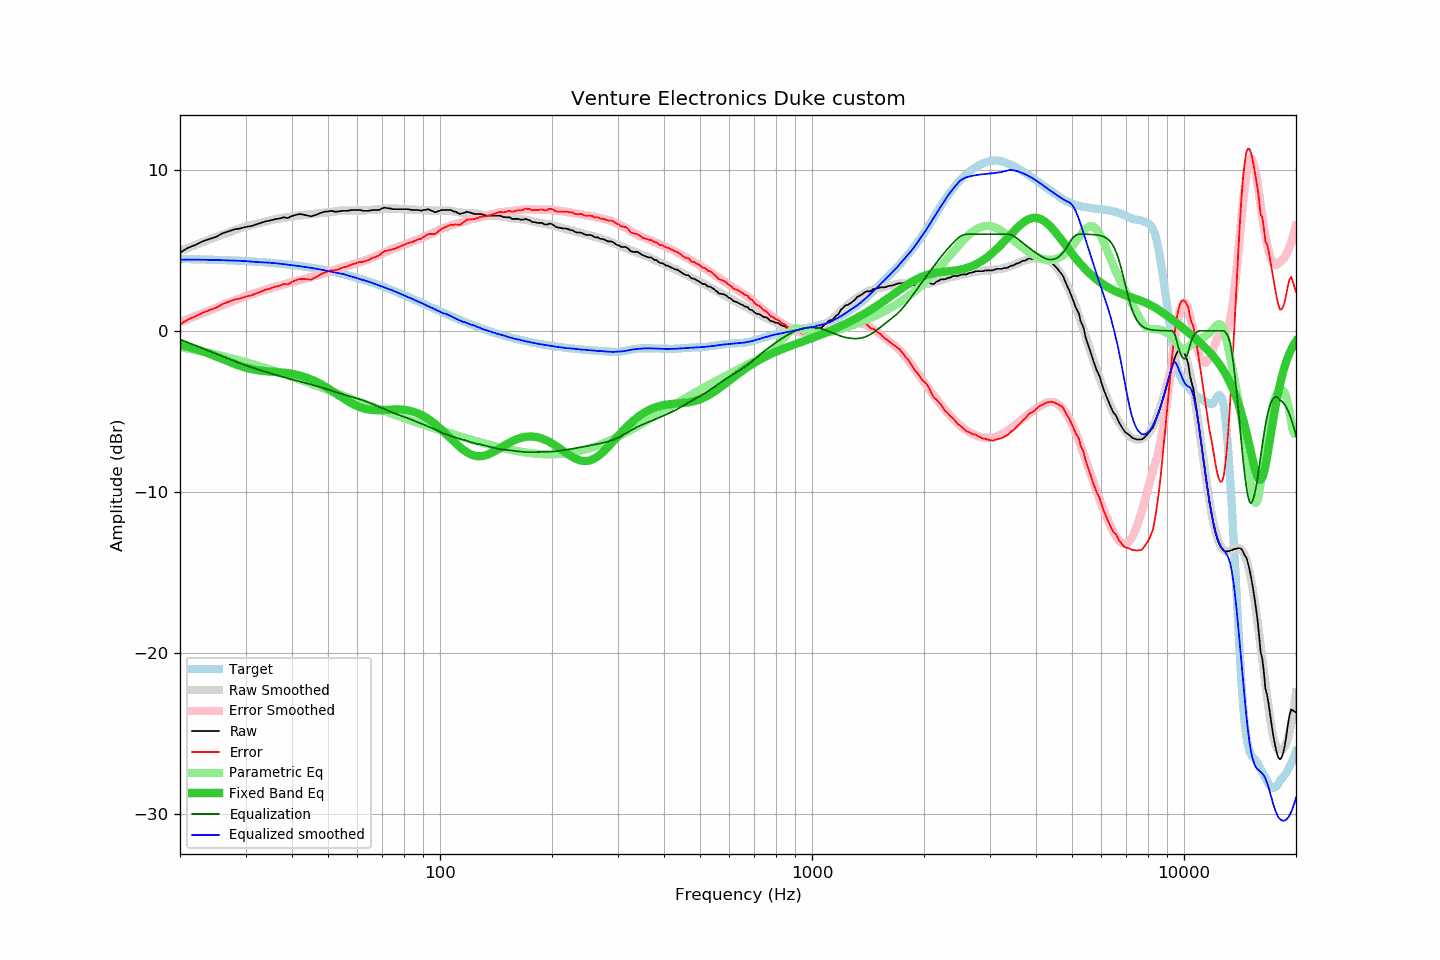 Venture Electronics Duke custom
10
0
−10
−20
−30
Amplitude (dBr)
Target
Raw Smoothed
Error Smoothed
Raw
Error
Parametric Eq
Fixed Band Eq
Equalization
Equalized smoothed
100
1000
10000
Frequency (Hz)